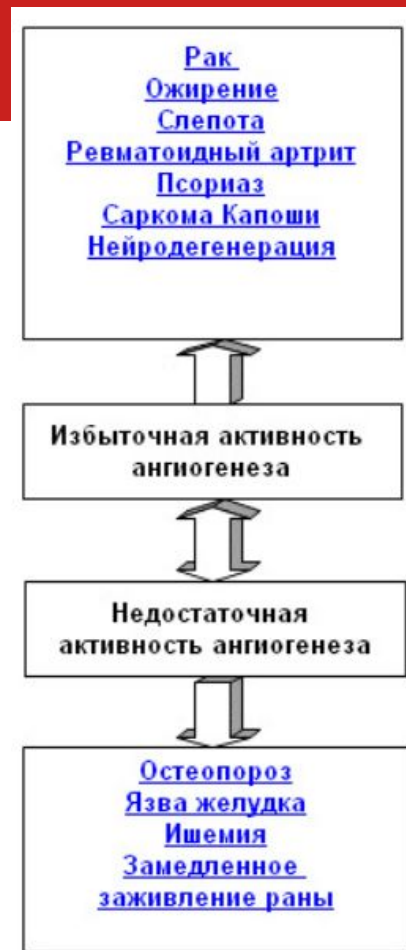 Рак
Ожирение
Слепота
Ревматоидный артрит
Псориаз
Саркома Капоши
Нейродегенерация
Избыточная активность
ангиогенеза
Недостаточная
активность ангиогенеза
Остеопороз
Язва желудка
Ишемия
Замедленное
заживление раны